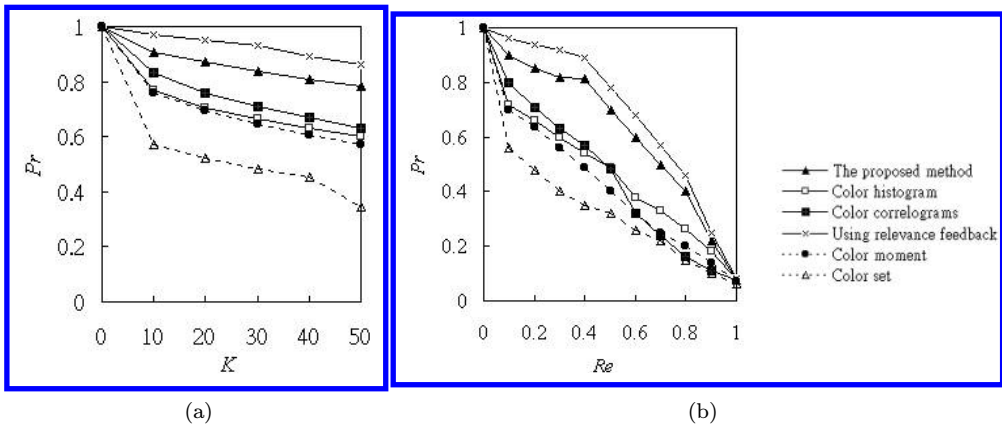 1
0.8
0.6
0.4
0.2
0
Pr
0 10 20 30 40 50
K
(a)
1
0.8
0.6
0.4
0.2
0
Pr
0 0.2 0.4 0.6 0.8 1
Re
(b)
The proposed method
Color histogram
Color correlograms
Using relevance feedback
Color moment
Color set